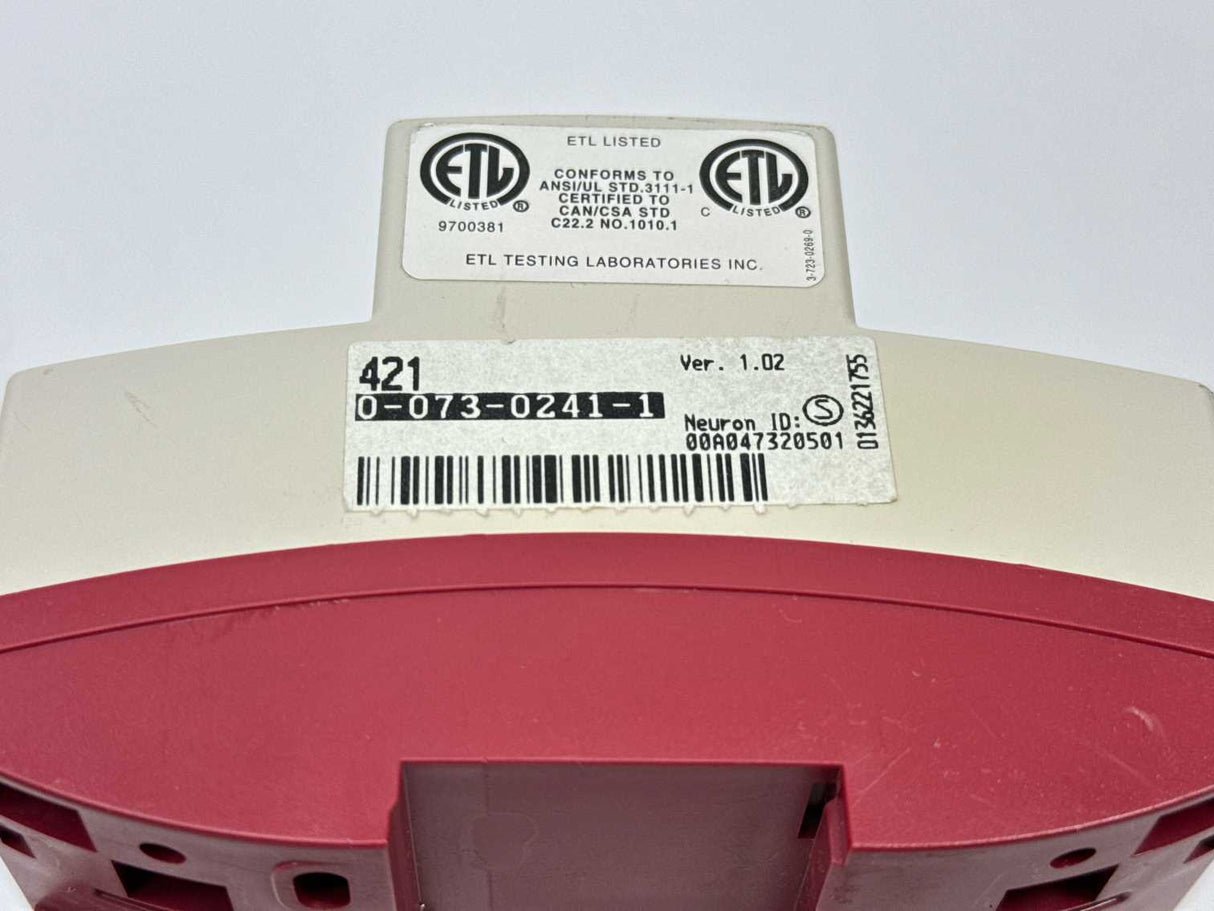 ETL LISTED
CONFORMS TO
ANSI/UL STD.3111-1
CERTIFIED TO
CAN/CSA STD
C22.2 NO.1010.1
ETL
LISTED
®
9700381
C
ETL
LISTED
®
ETL TESTING LABORATORIES INC.
3-723-0269-0
421
0-073-0241-1
Ver. 1.02
Neuron ID: S
00A047320501
0136221755